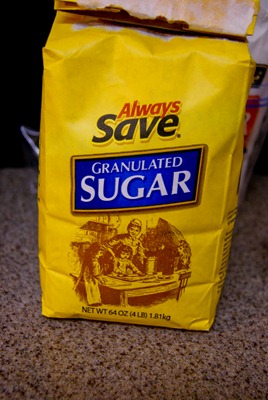 Always
Save
GRANULATED
SUGAR
NET WT 64 OZ (4 LB) 1.81kg